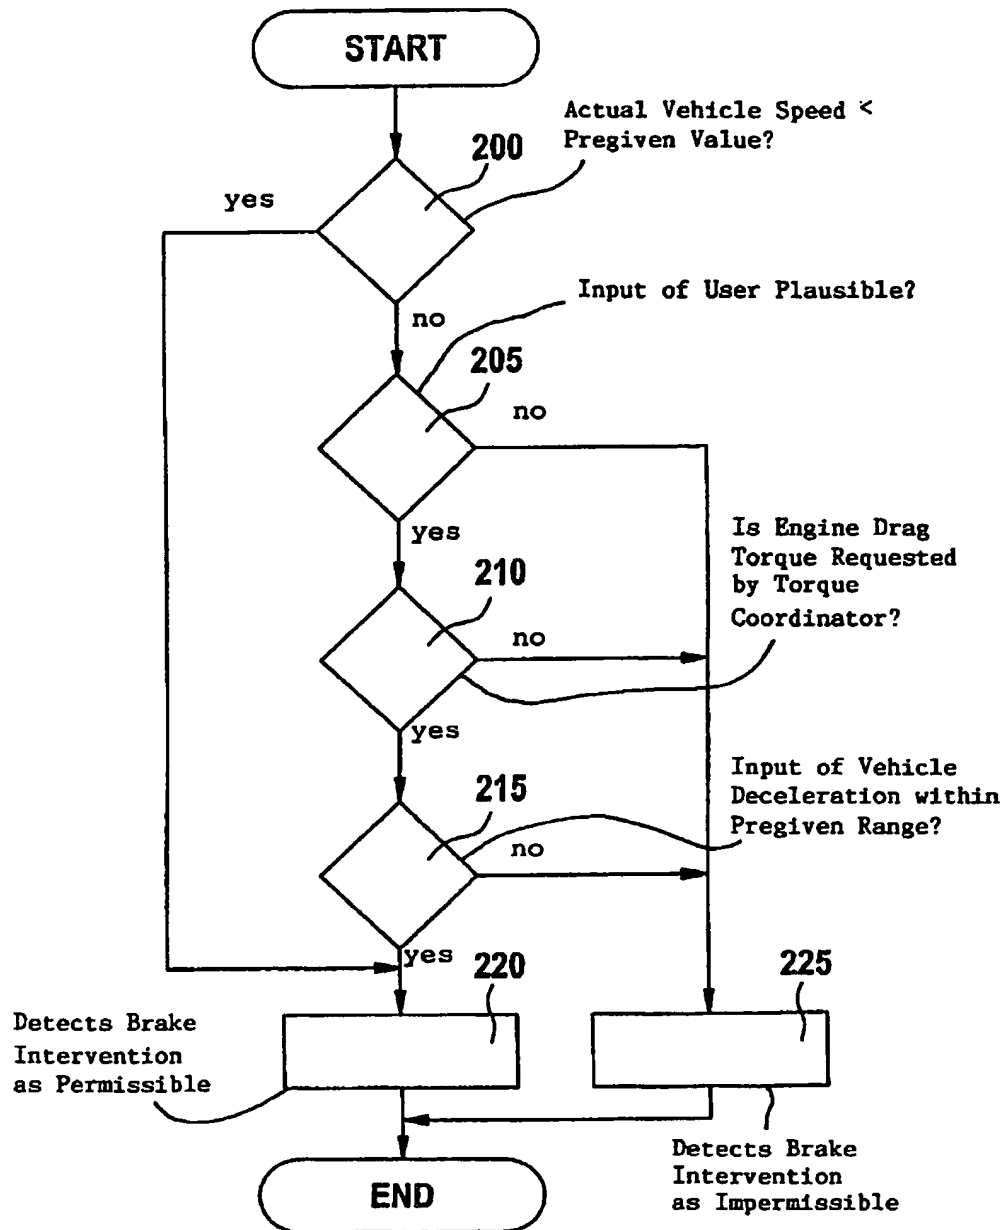 START
Actual Vehicle Speed <
Pregiven Value?
200
yes
Input of User Plausible?
no
205
no
yes
Is Engine Drag
Torque Requested
by Torque
Coordinator?
210
no
yes
Input of Vehicle
Deceleration within
Pregiven Range?
215
no
yes
220
225
Detects Brake
Intervention
as Permissible
Detects Brake
Intervention
as Impermissible
END